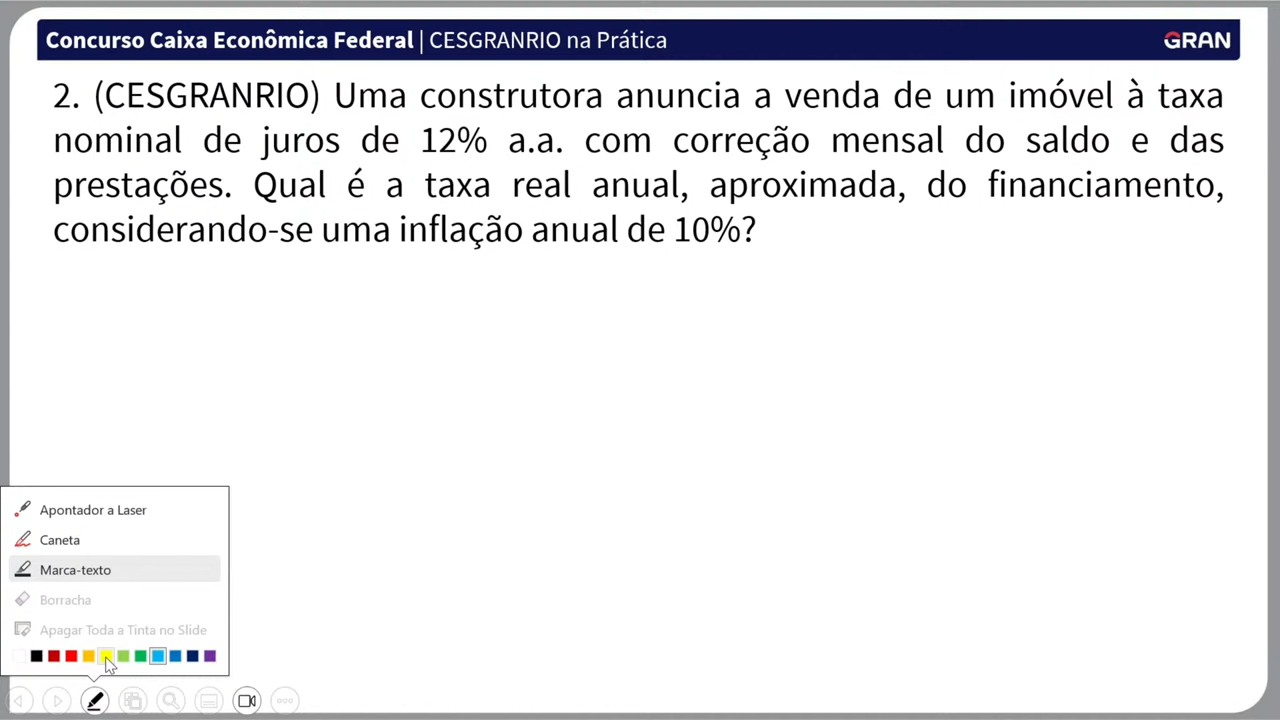 Concurso Caixa Econômica Federal | CESGRANRIO na Prática
GRAN
2. (CESGRANRIO) Uma construtora anuncia a venda de um imóvel à taxa
nominal de juros de 12% a.a. com correção mensal do saldo e das
prestações. Qual é a taxa real anual, aproximada, do financiamento,
considerando-se uma inflação anual de 10%?
Apontador a Laser
Caneta
Marca-texto
Borracha
Apagar Toda a Tinta no Slide